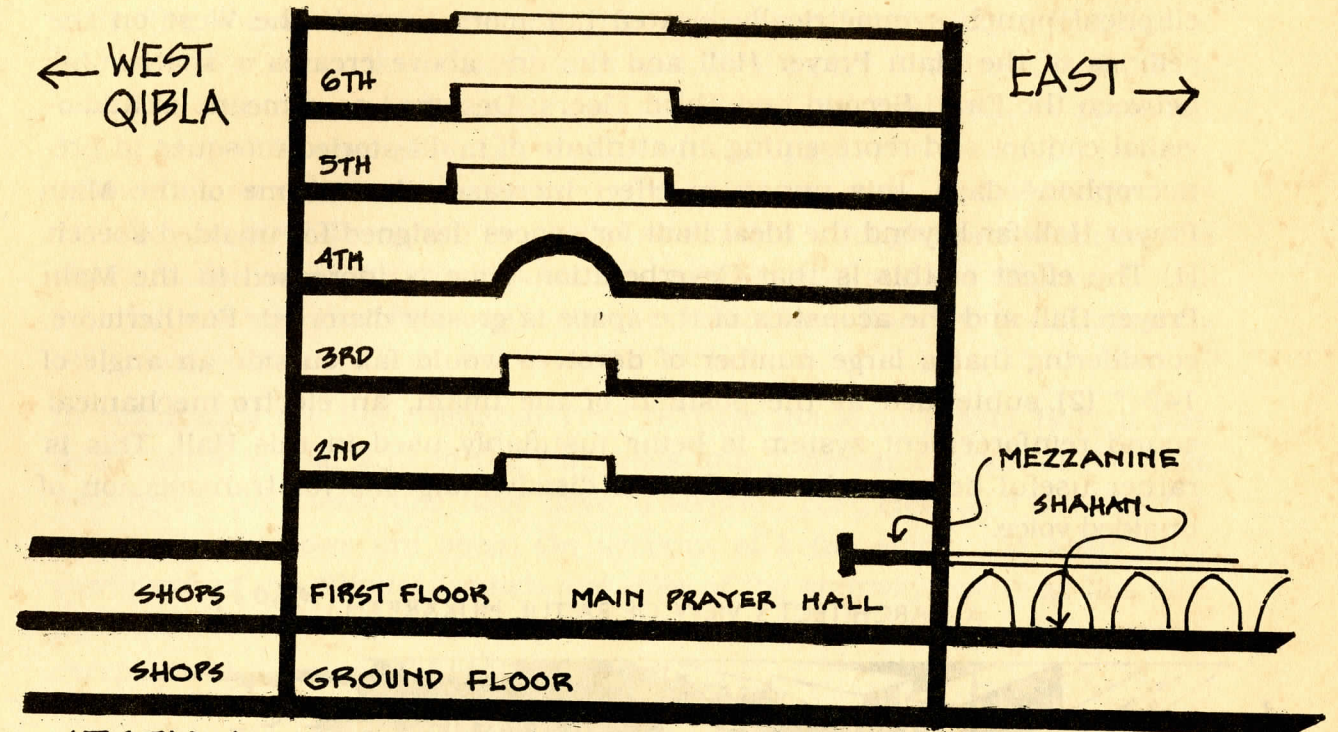 ← WEST
QIBLA
EAST →
6TH
5TH
4TH
3RD
2ND
MEZZANINE
SHAHAN
SHOPS
FIRST FLOOR
MAIN PRAYER HALL
SHOPS
GROUND FLOOR